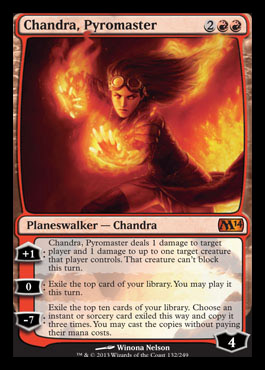 Chandra, Pyromaster 2
Planeswalker — Chandra M14
Chandra, Pyromaster deals 1 damage to target
player and 1 damage to up to one target creature
+1 that player controls. That creature can't block
this turn.
0 Exile the top card of your library. You may play it
this turn.
Exile the top ten cards of your library. Choose an
instant or sorcery card exiled this way and copy it
-7 three times. You may cast the copies without paying
their mana costs.
4
Winona Nelson
™ & © 2013 Wizards of the Coast 132/249